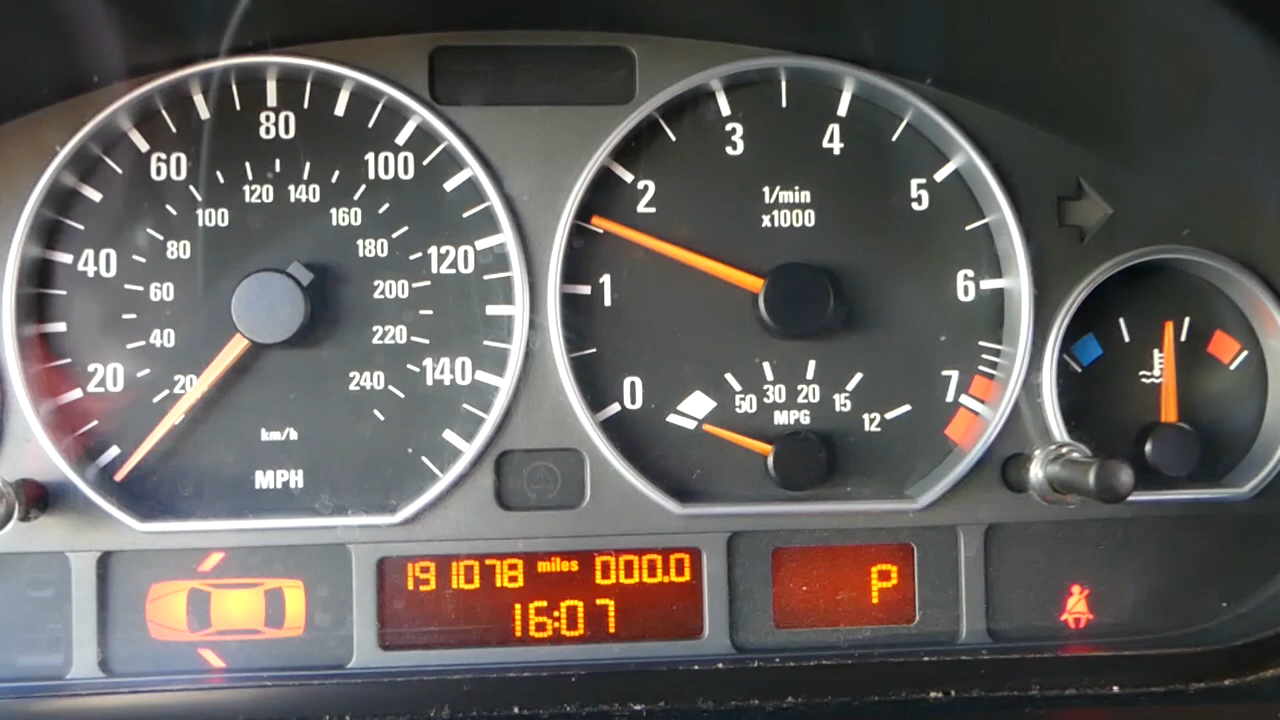 20 40 60 80 100 120 140
20 40 60 80 100 120 140 160 180 200 220 240
km/h
MPH
0 1 2 3 4 5 6 7
1/min
x1000
50 30 20 15 12
MPG
191078 miles 000.0
16:07
P